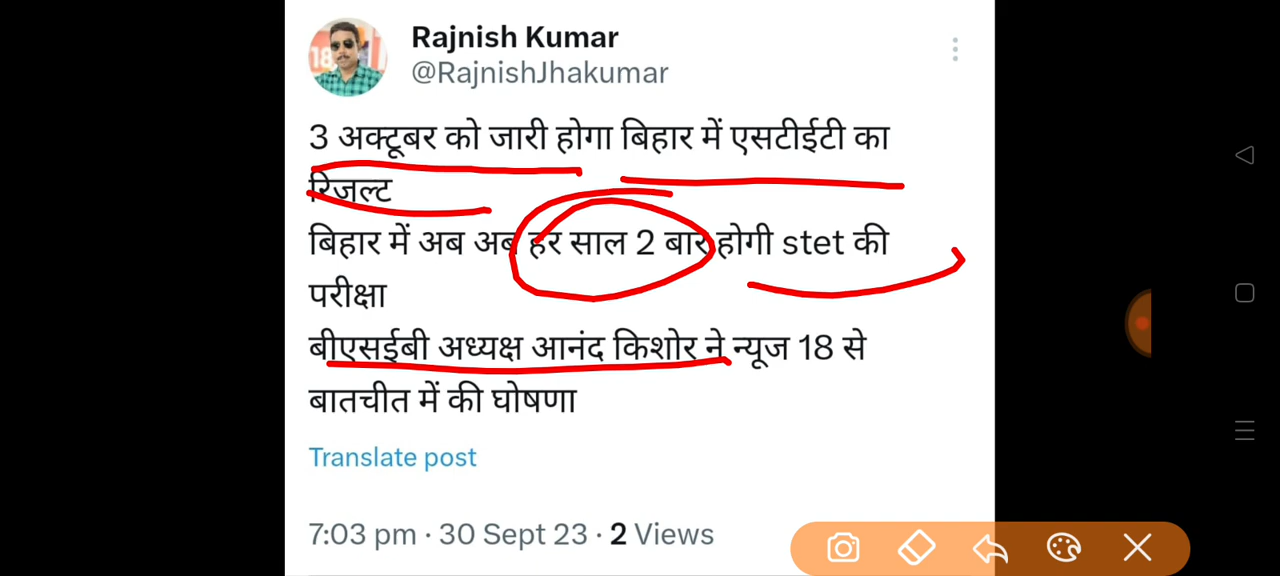 Rajnish Kumar
@RajnishJhakumar
3 अक्टूबर को जारी होगा बिहार में एसटीईटी का
रिजल्ट
बिहार में अब अब हर साल 2 बार होगी stet की
परीक्षा
बीएसईबी अध्यक्ष आनंद किशोर ने न्यूज 18 से
बातचीत में की घोषणा
Translate post
7:03 pm · 30 Sept 23 · 2 Views